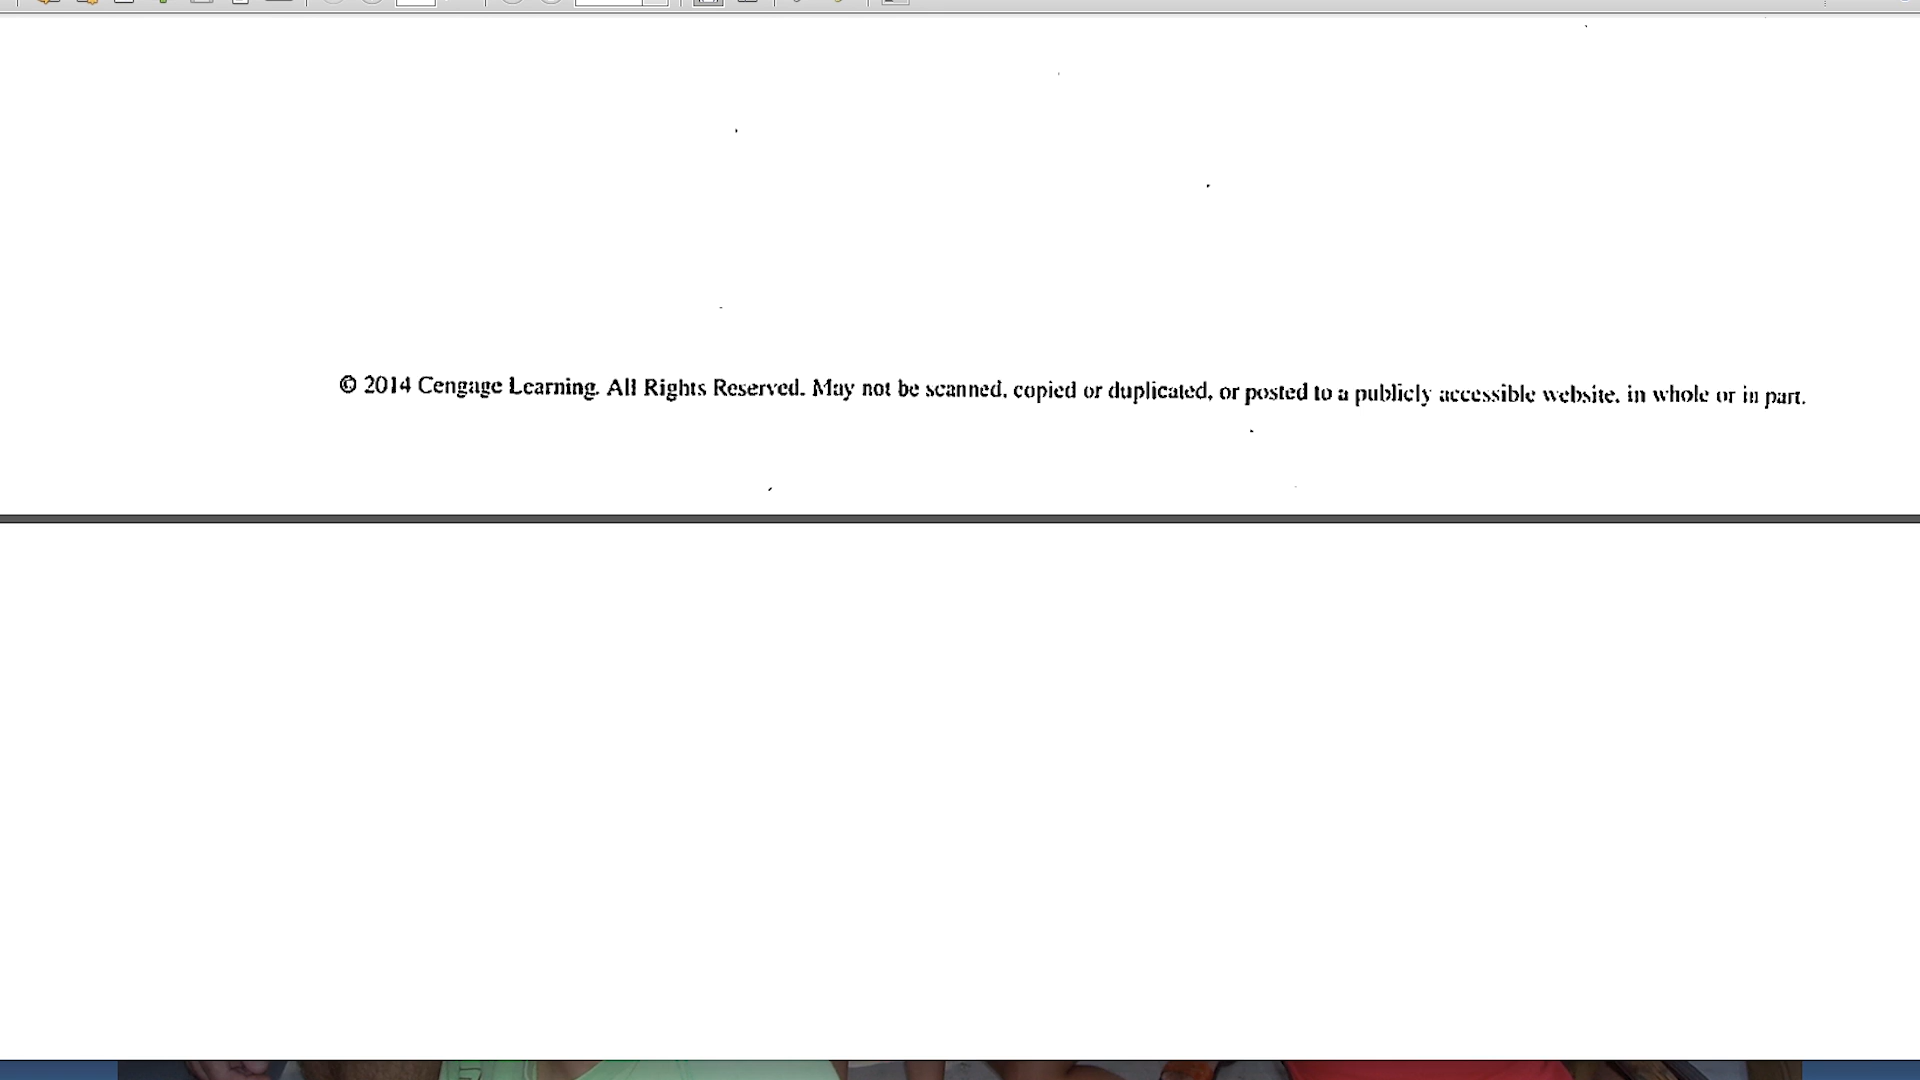 © 2014 Cengage Learning. All Rights Reserved. May not be scanned, copied or duplicated, or posted to a publicly accessible website, in whole or in part.